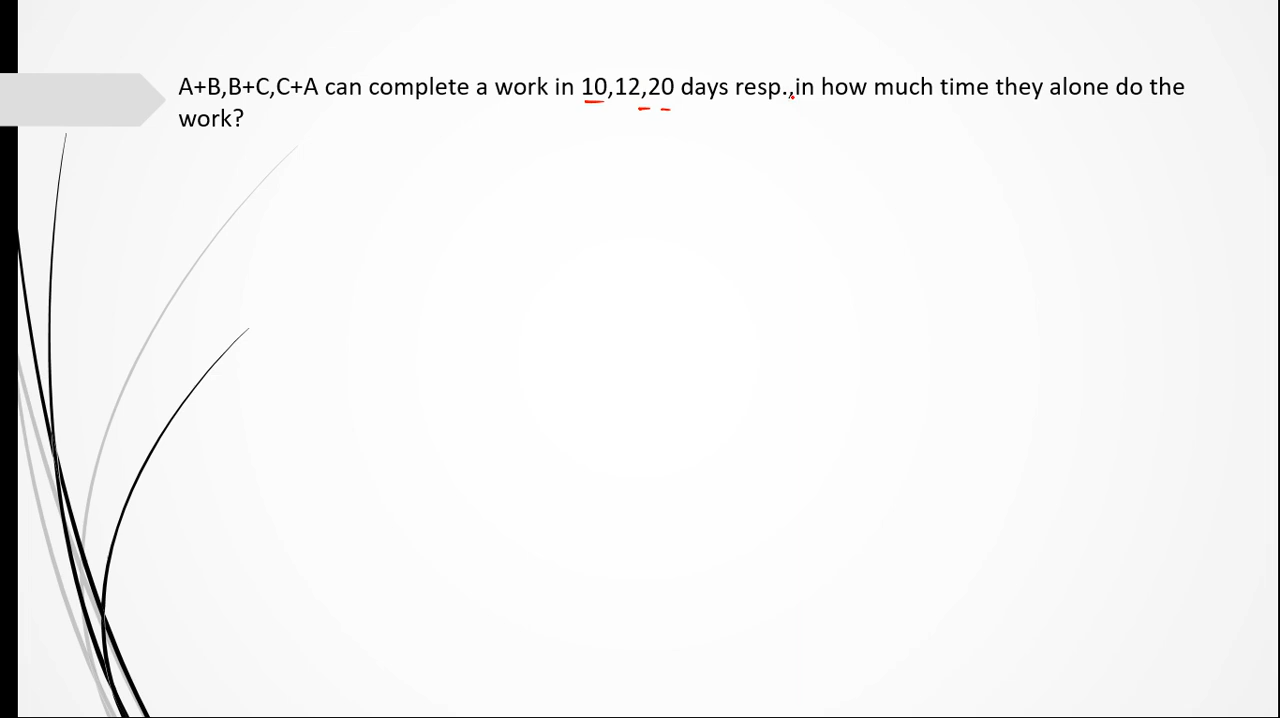 A+B,B+C,C+A can complete a work in 10,12,20 days resp.,in how much time they alone do the
work?